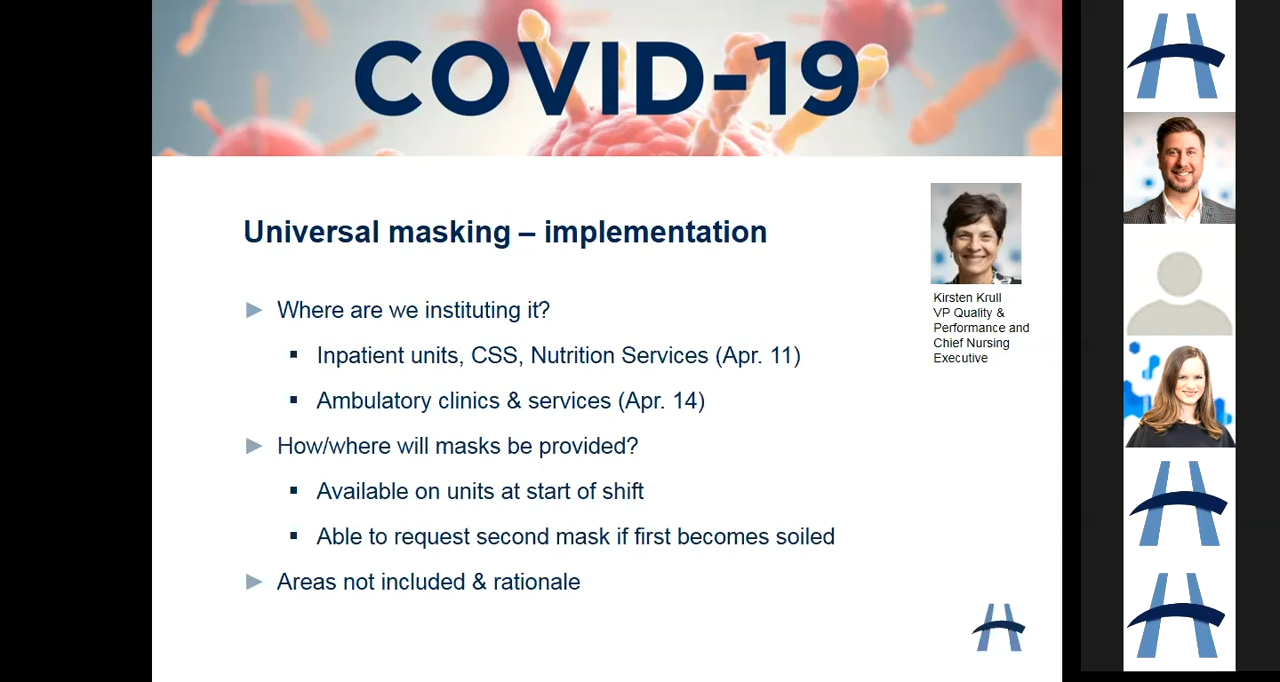 COVID-19
Universal masking – implementation
Kirsten Krull
VP Quality &
Performance and
Chief Nursing
Executive
► Where are we instituting it?
▪ Inpatient units, CSS, Nutrition Services (Apr. 11)
▪ Ambulatory clinics & services (Apr. 14)
► How/where will masks be provided?
▪ Available on units at start of shift
▪ Able to request second mask if first becomes soiled
► Areas not included & rationale